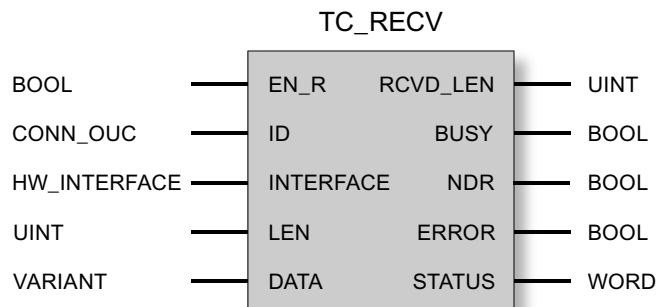 TC_RECV
BOOL EN_R RCVD_LEN UINT
CONN_OUC ID BUSY BOOL
HW_INTERFACE INTERFACE NDR BOOL
UINT LEN ERROR BOOL
VARIANT DATA STATUS WORD